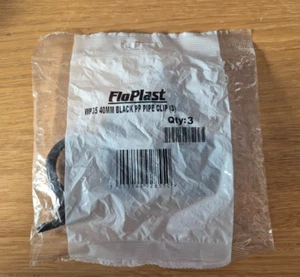 FloPlast
WP35 40MM BLACK PP PIPE CLIP (3)
Qty: 3